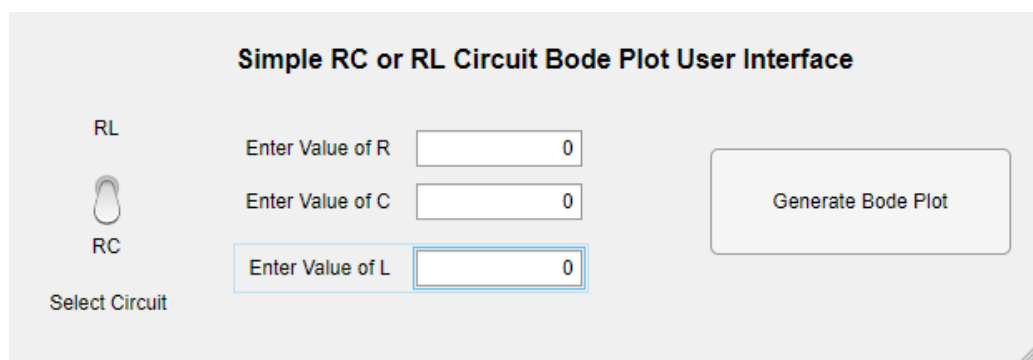 Simple RC or RL Circuit Bode Plot User Interface
RL
RC
Select Circuit
Enter Value of R 0
Enter Value of C 0
Enter Value of L 0
Generate Bode Plot